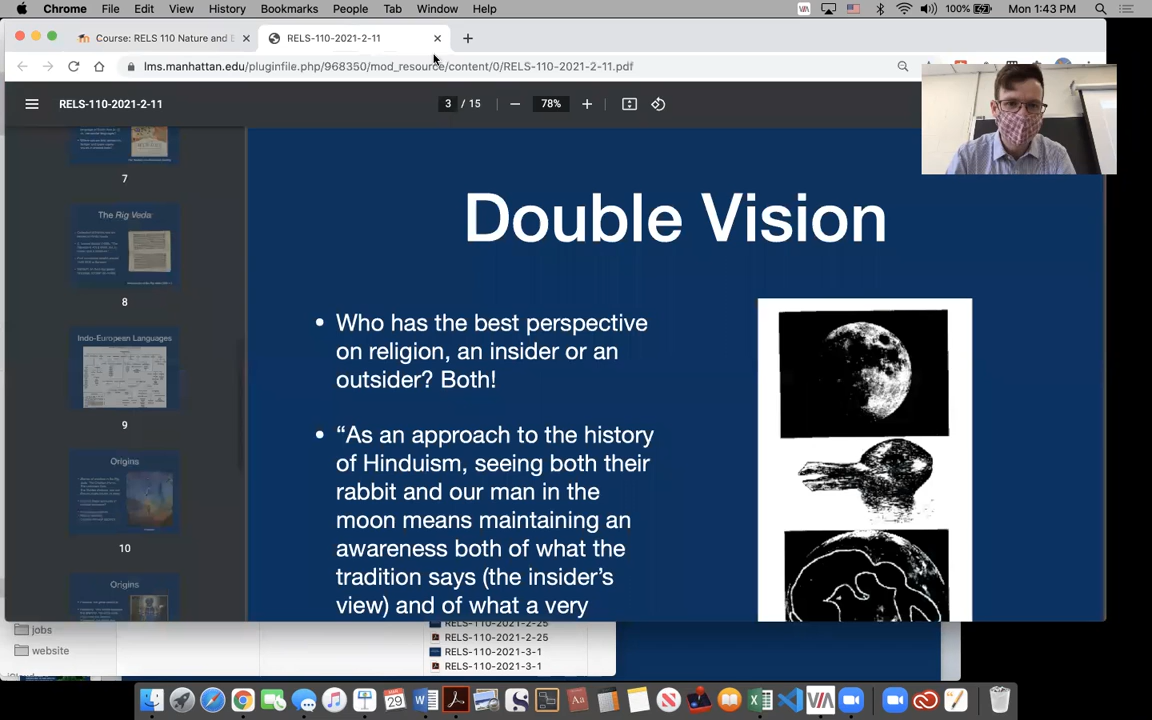 Chrome File Edit View History Bookmarks People Tab Window Help 100% Mon 1:43 PM
Course: RELS 110 Nature and E RELS-110-2021-2-11
lms.manhattan.edu/pluginfile.php/968350/mod_resource/content/0/RELS-110-2021-2-11.pdf
RELS-110-2021-2-11 3 / 15 78%
7
The Rig Veda
8
Indo-European Languages
9
Origins
10
Origins
Double Vision
• Who has the best perspective
on religion, an insider or an
outsider? Both!
• “As an approach to the history
of Hinduism, seeing both their
rabbit and our man in the
moon means maintaining an
awareness both of what the
tradition says (the insider’s
view) and of what a very
jobs
website
RELS-110-2021-2-25
RELS-110-2021-2-25
RELS-110-2021-3-1
RELS-110-2021-3-1
29
VIA